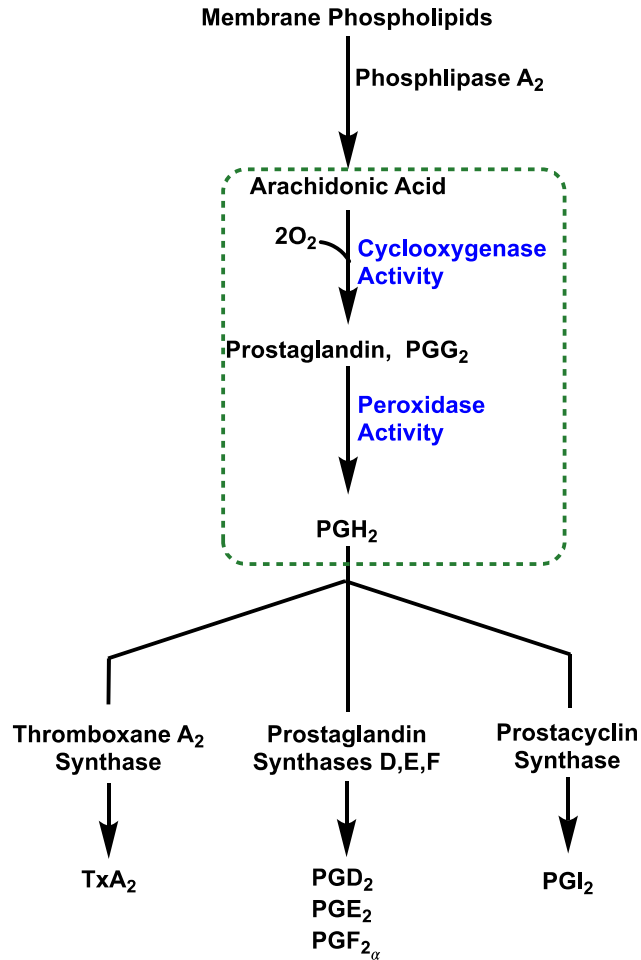 Membrane Phospholipids
Phosphlipase A₂
Arachidonic Acid
2O₂
Cyclooxygenase
Activity
Prostaglandin, PGG₂
Peroxidase
Activity
PGH₂
Thromboxane A₂
Synthase
Prostaglandin
Synthases D,E,F
Prostacyclin
Synthase
TxA₂
PGD₂
PGE₂
PGF₂α
PGI₂